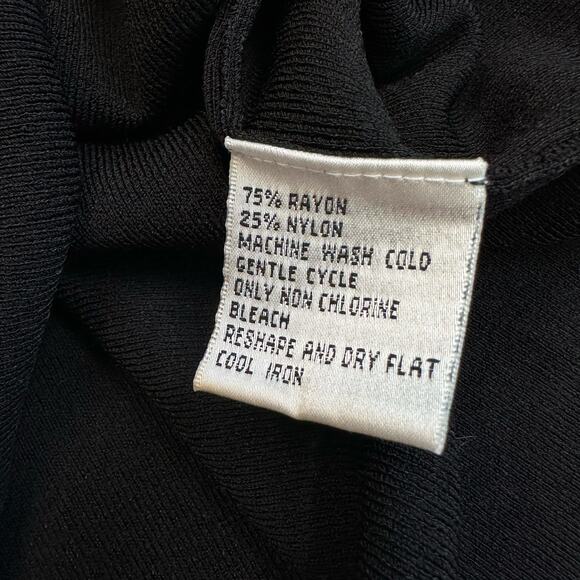 75% RAYON
25% NYLON
MACHINE WASH COLD
GENTLE CYCLE
ONLY NON CHLORINE
BLEACH
RESHAPE AND DRY FLAT
COOL IRON